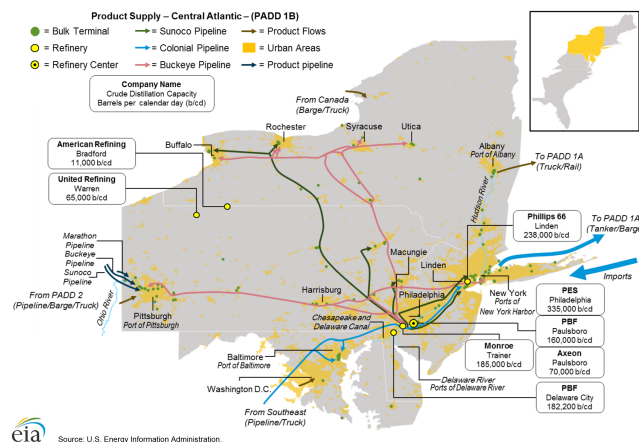 Product Supply – Central Atlantic – (PADD 1B)
= Bulk Terminal
= Sunoco Pipeline
= Product Flows
= Refinery
= Colonial Pipeline
= Urban Areas
= Refinery Center
= Buckeye Pipeline
= Product pipeline
Company Name
Crude Distillation Capacity
Barrels per calendar day (b/cd)
From Canada
(Barge/Truck)
Rochester
Syracuse
Utica
Buffalo
Albany
Port of Albany
To PADD 1A
(Truck/Rail)
Hudson River
American Refining
Bradford
11,000 b/cd
United Refining
Warren
65,000 b/cd
Phillips 66
Linden
238,000 b/cd
To PADD 1A
(Tanker/Barge)
Imports
Marathon
Pipeline
Buckeye
Pipeline
Sunoco
Pipeline
From PADD 2
(Pipeline/Barge/Truck)
Ohio River
Pittsburgh
Port of Pittsburgh
Harrisburg
Macungie
Linden
Philadelphia
New York
Ports of
New York Harbor
Chesapeake and
Delaware Canal
PES
Philadelphia
335,000 b/cd
PBF
Paulsboro
160,000 b/cd
Axeon
Paulsboro
70,000 b/cd
PBF
Delaware City
182,200 b/cd
Monroe
Trainer
185,000 b/cd
Baltimore
Port of Baltimore
Washington D.C.
Delaware River
Ports of Delaware River
From Southeast
(Pipeline/Truck)
eia
Source: U.S. Energy Information Administration.